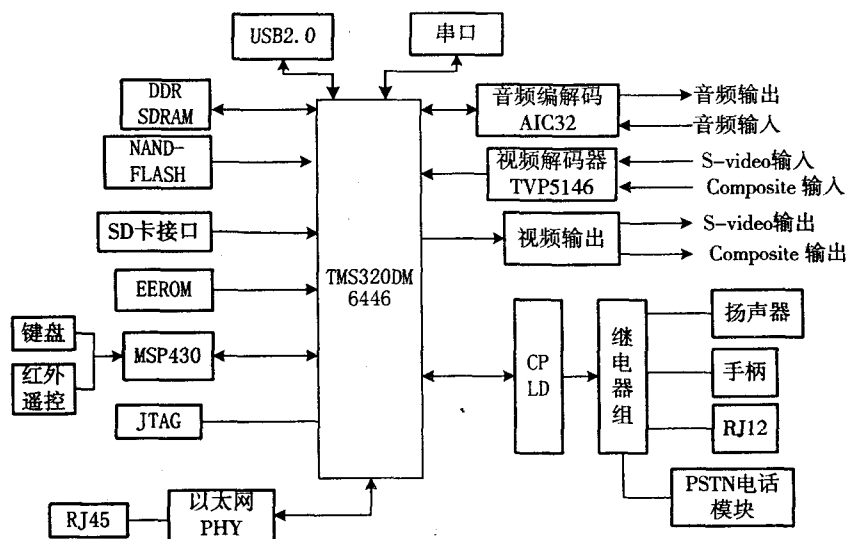 USB2.0
串口
DDR
SDRAM
音频编解码
AIC32
音频输出
音频输入
NAND-
FLASH
视频解码器
TVP5146
S-video输入
Composite 输入
SD卡接口
视频输出
S-video输出
Composite 输出
TMS320DM
6446
EEROM
键盘
红外
遥控
MSP430
JTAG
CP
LD
继
电
器
组
扬声器
手柄
RJ12
PSTN电话
模块
RJ45
以太网
PHY